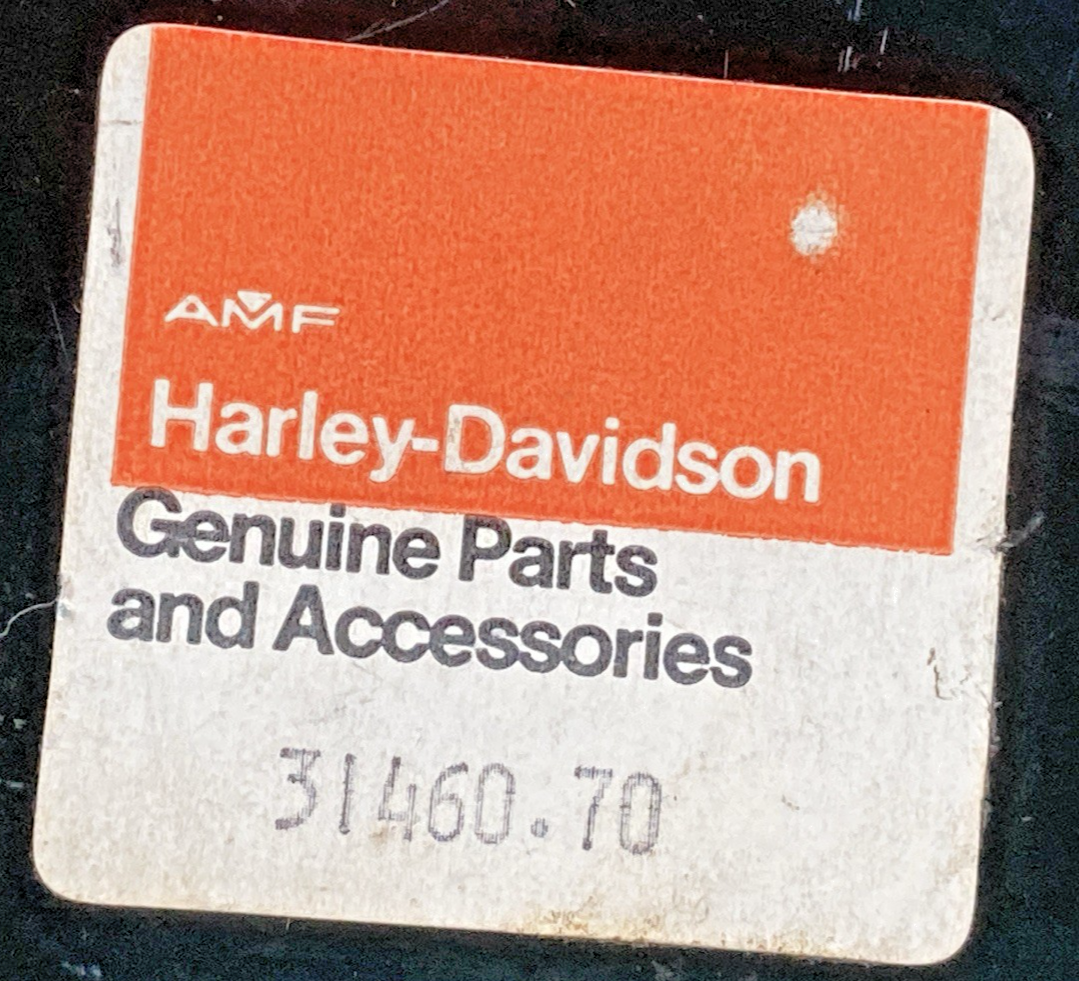 AMF
Harley-Davidson
Genuine Parts
and Accessories
31460.70